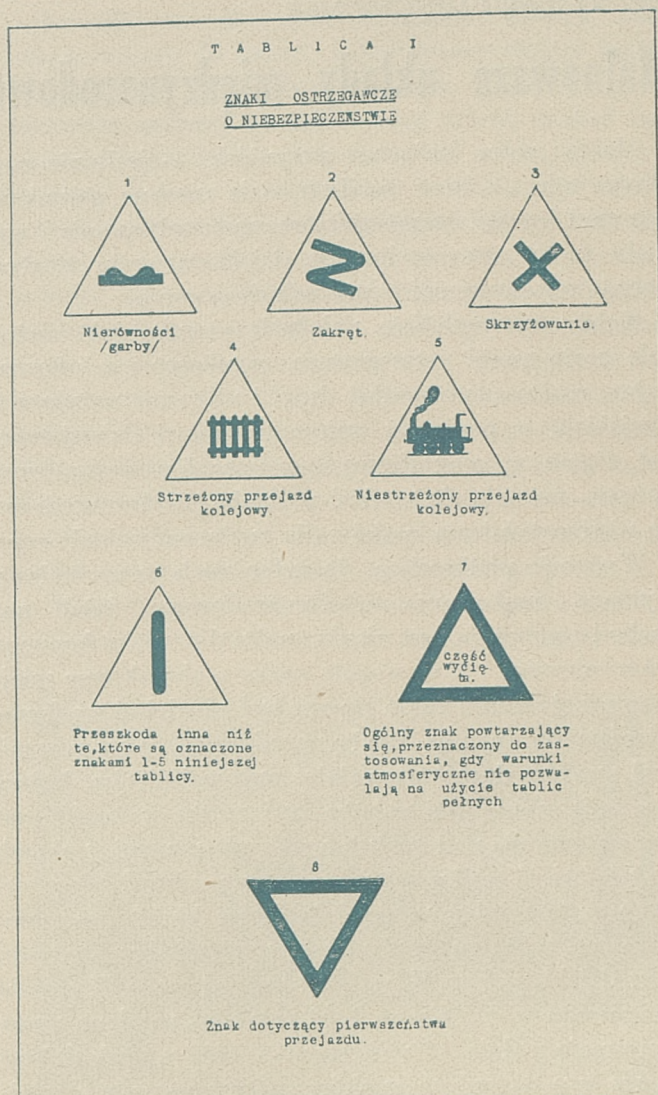 TABLICA I
ZNAKI OSTRZEGAWCZE
O NIEBEZPIECZEŃSTWIE
1
2
3
Nierówności
/garby/
Zakręt.
Skrzyżowanie.
4
5
Strzeżony przejazd
kolejowy.
Niestrzeżony przejazd
kolejowy.
6
7
część
wycię-
ta.
Przeszkoda inna niż
te,które są oznaczone
znakami 1-5 niniejszej
tablicy.
Ogólny znak powtarzający
się,przeznaczony do zas-
tosowania, gdy warunki
atmosferyczne nie pozwa-
lają na użycie tablic
pełnych
8
Znak dotyczący pierwszeństwa
przejazdu.